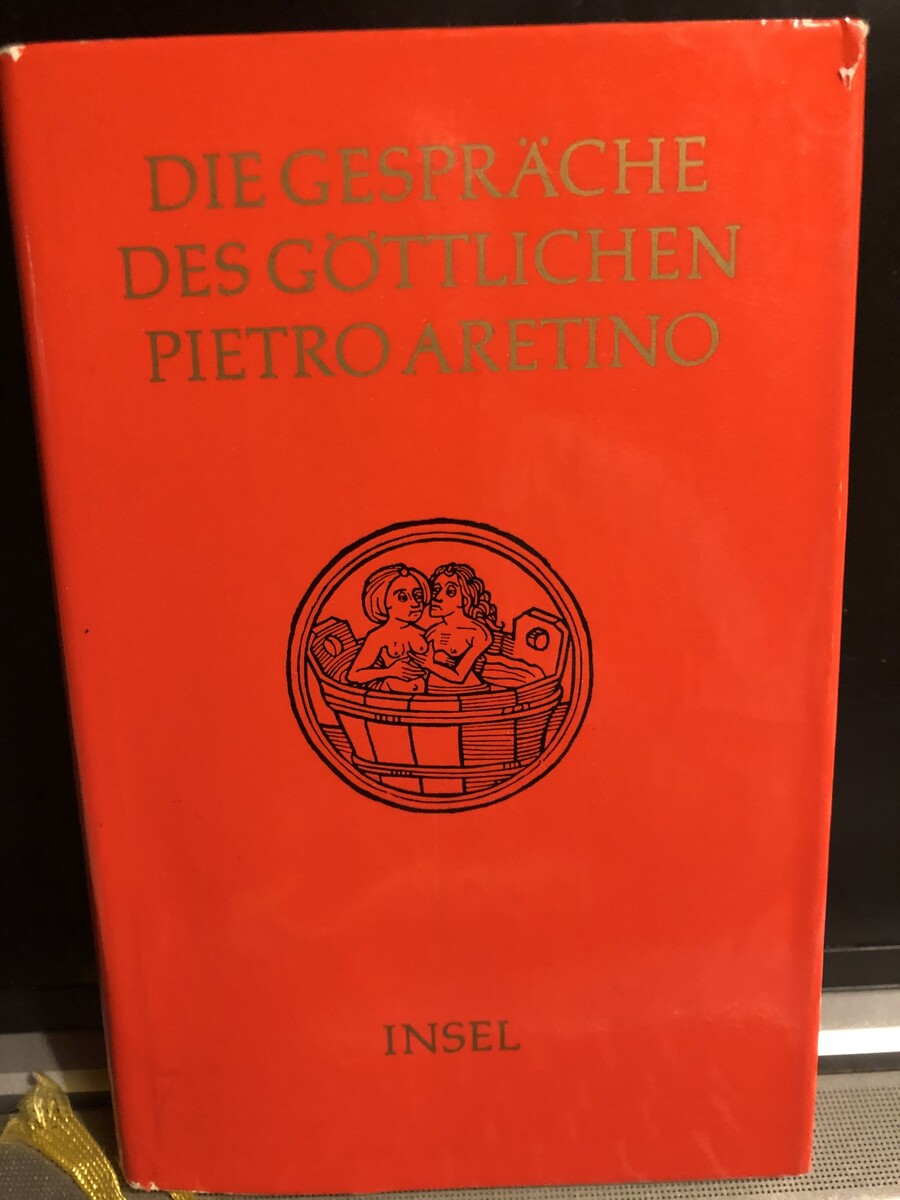 DIE GESPRÄCHE
DES GÖTTLICHEN
PIETRO ARETINO
INSEL